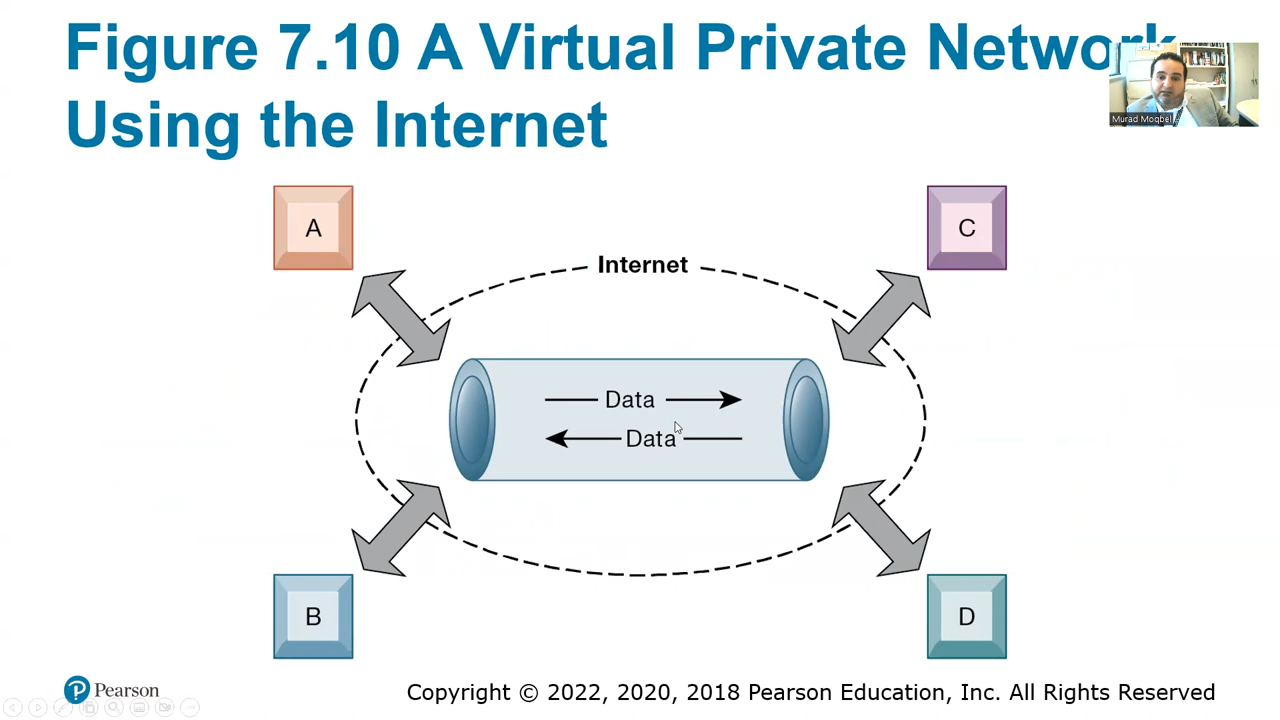 Figure 7.10 A Virtual Private Network
Using the Internet
Murad Moqbel
A
C
Internet
Data
Data
B
D
Pearson
Copyright © 2022, 2020, 2018 Pearson Education, Inc. All Rights Reserved